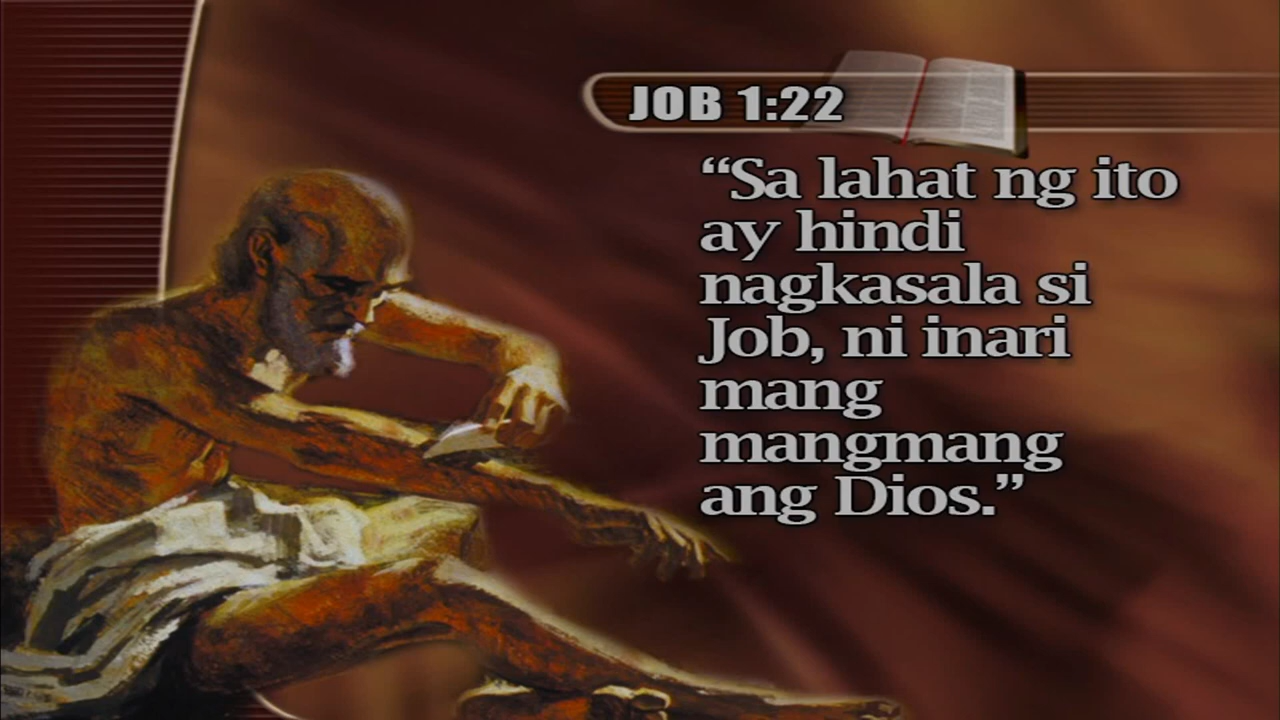 JOB 1:22
“Sa lahat ng ito
ay hindi
nagkasala si
Job, ni inari
mang
mangmang
ang Dios.”